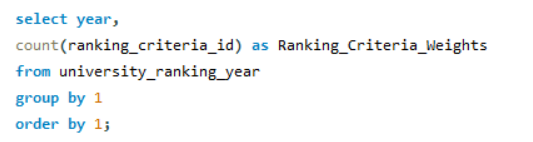 select year,
count(ranking_criteria_id) as Ranking_Criteria_Weights
from university_ranking_year
group by 1
order by 1;